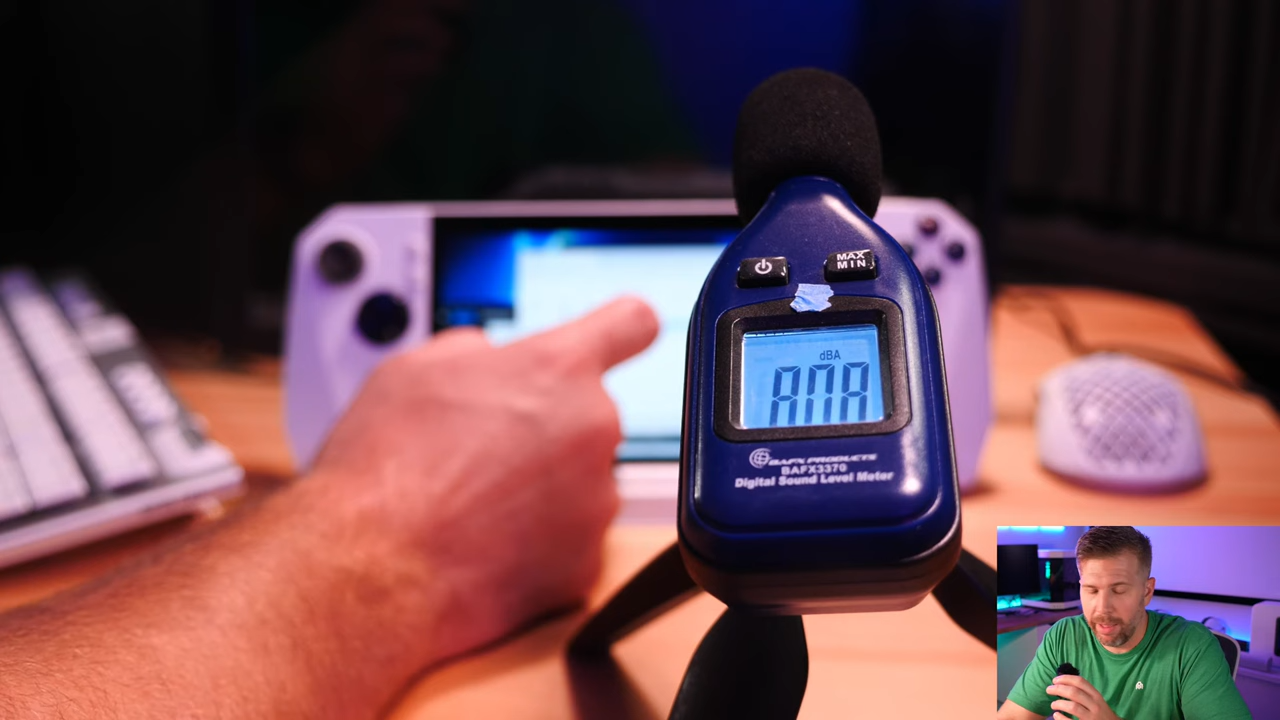 MAX
MIN
dBA
BAFX PRODUCTS
BAFX3370
Digital Sound Level Meter